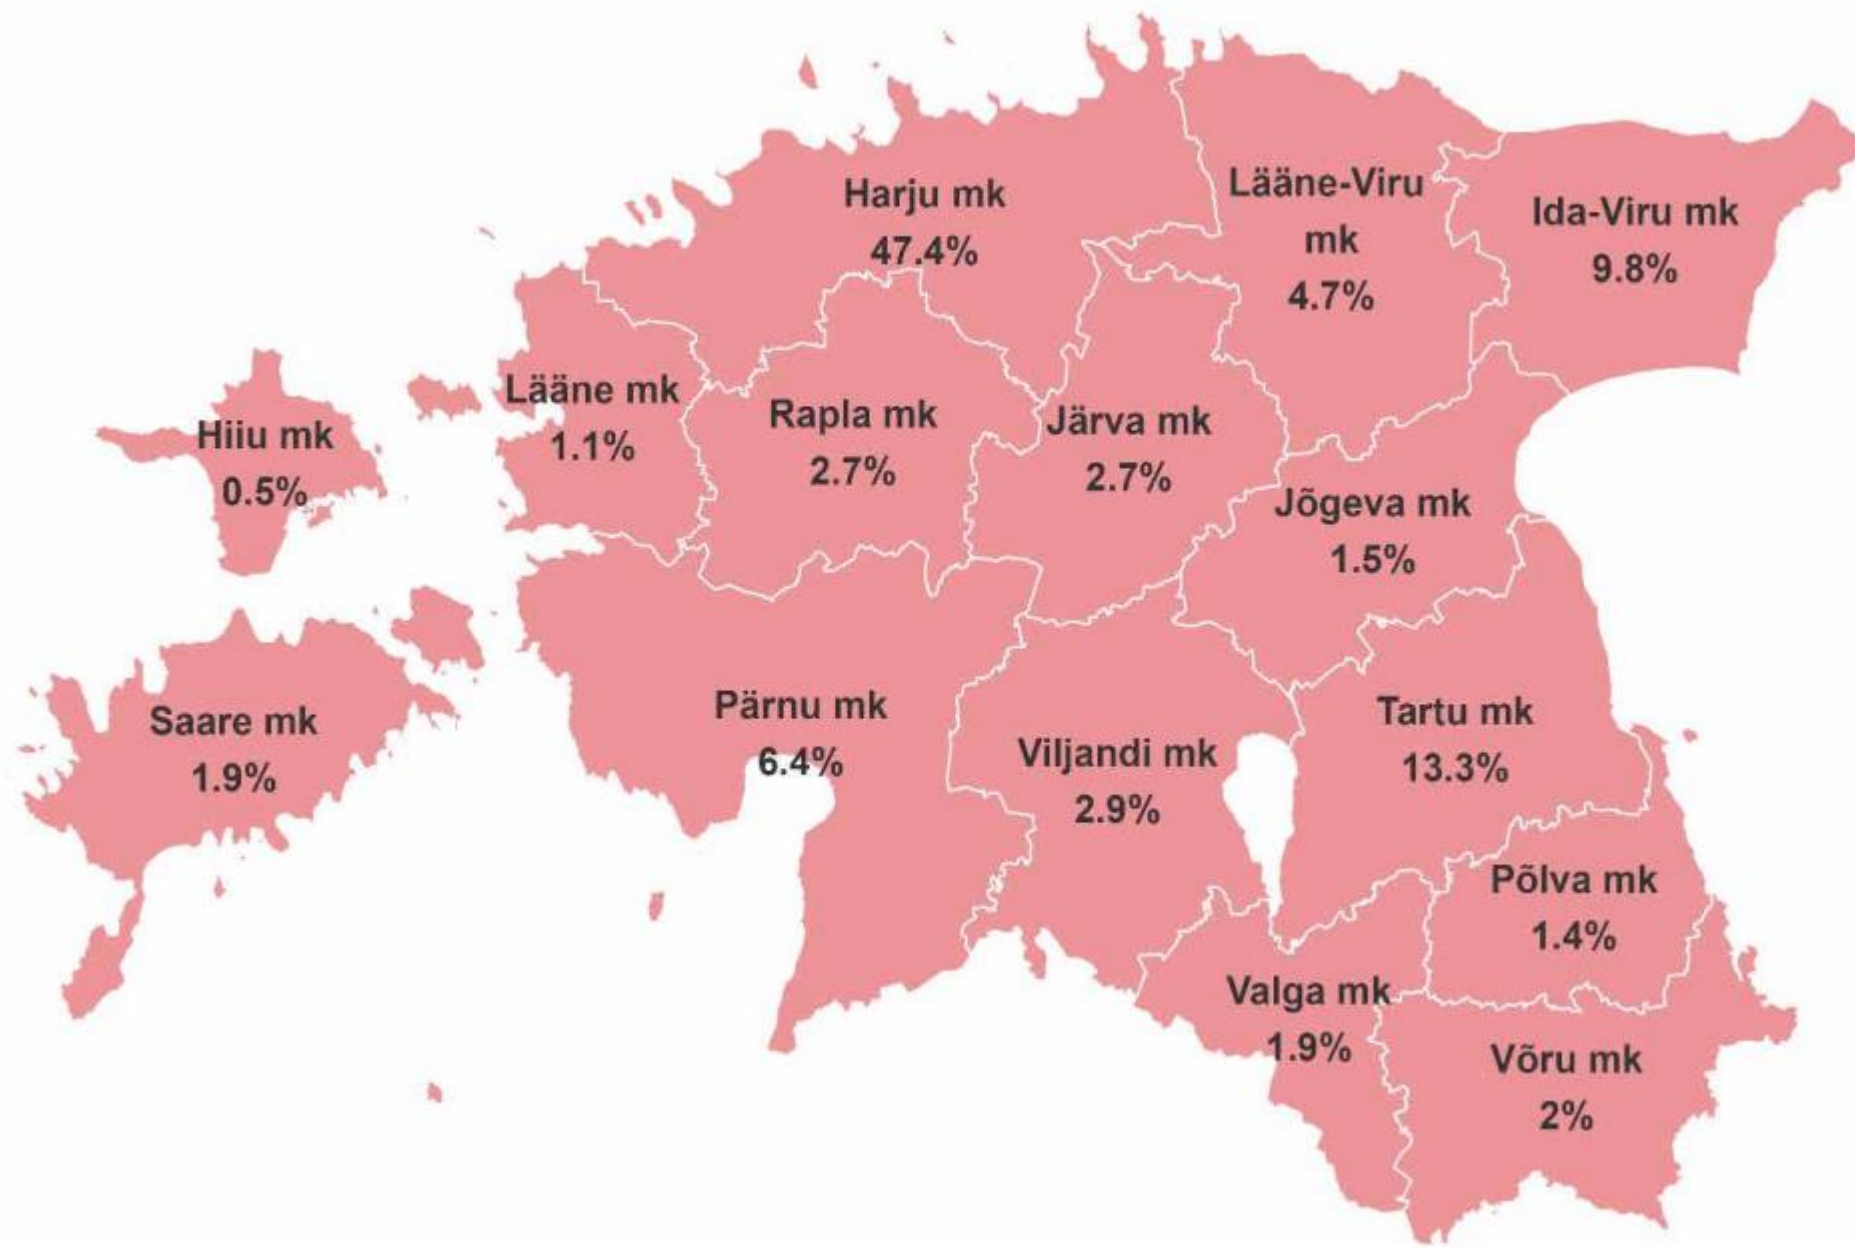 Harju mk
47.4%
Lääne-Viru
mk
4.7%
Ida-Viru mk
9.8%
Hiiu mk
0.5%
Lääne mk
1.1%
Rapla mk
2.7%
Järva mk
2.7%
Jõgeva mk
1.5%
Saare mk
1.9%
Pärnu mk
6.4%
Viljandi mk
2.9%
Tartu mk
13.3%
Põlva mk
1.4%
Valga mk
1.9%
Võru mk
2%